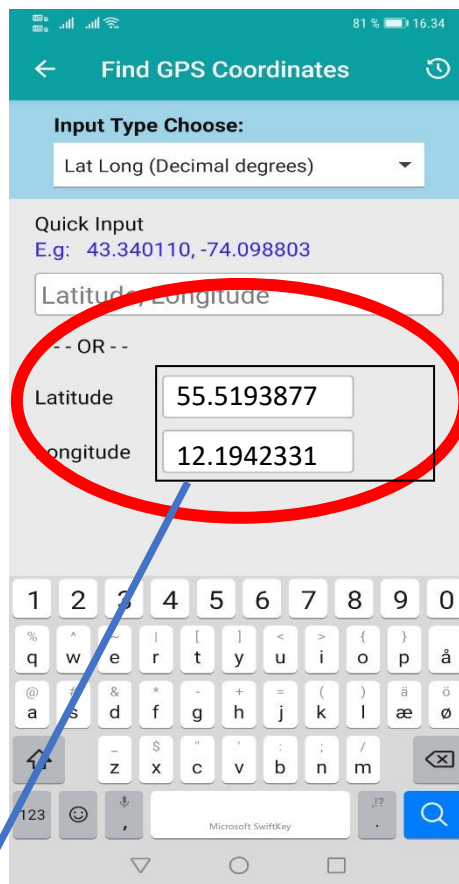 81 % 16.34
Find GPS Coordinates
Input Type Choose:
Lat Long (Decimal degrees)
Quick Input
E.g: 43.340110, -74.098803
Latitude, Longitude
- - OR - -
Latitude 55.5193877
Longitude 12.1942331
1 2 3 4 5 6 7 8 9 0
% ^ ~ | [ ] < > { }
q w e r t y u i o p å
@ # & * - + = ( ) ä ö
a s d f g h j k l æ ø
_ $ " ' : ; /
z x c v b n m
123 , Microsoft SwiftKey ,!? .